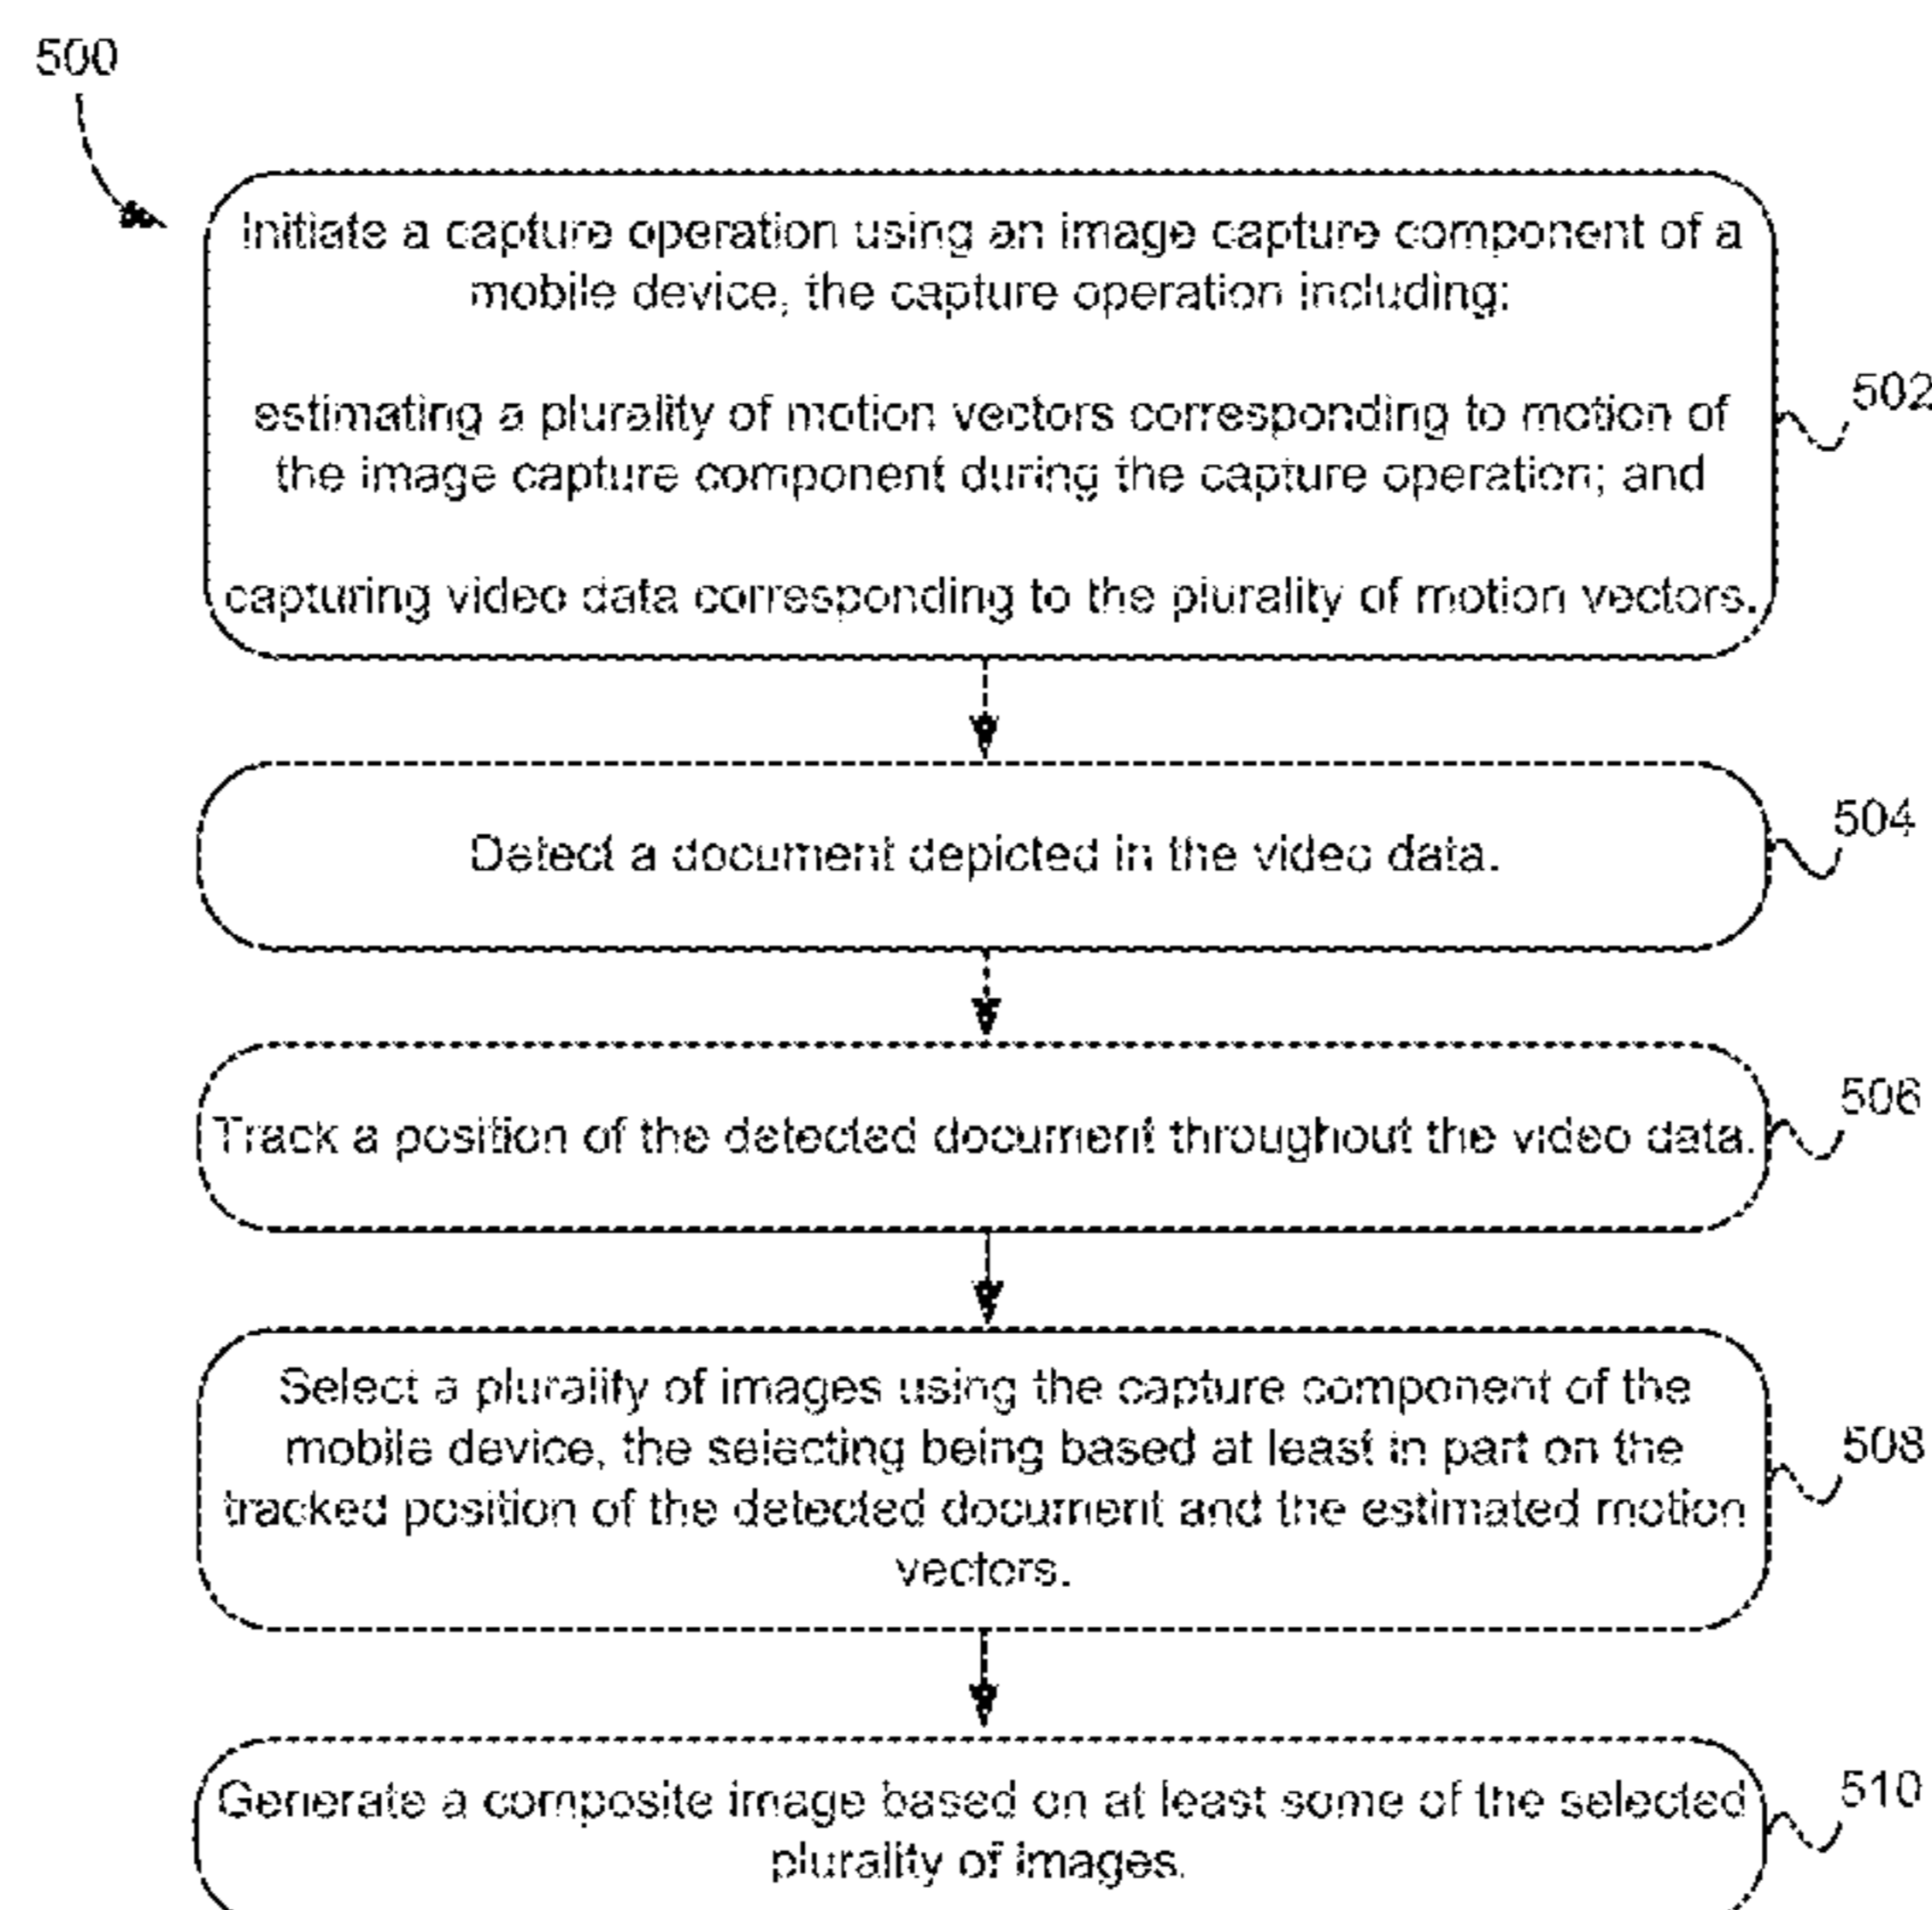 500
Initiate a capture operation using an image capture component of a
mobile device, the capture operation including:
estimating a plurality of motion vectors corresponding to motion of
the image capture component during the capture operation; and
capturing video data corresponding to the plurality of motion vectors.
502
Detect a document depicted in the video data.
504
Track a position of the detected document throughout the video data.
506
Select a plurality of images using the capture component of the
mobile device, the selecting being based at least in part on the
tracked position of the detected document and the estimated motion
vectors.
508
Generate a composite image based on at least some of the selected
plurality of images.
510